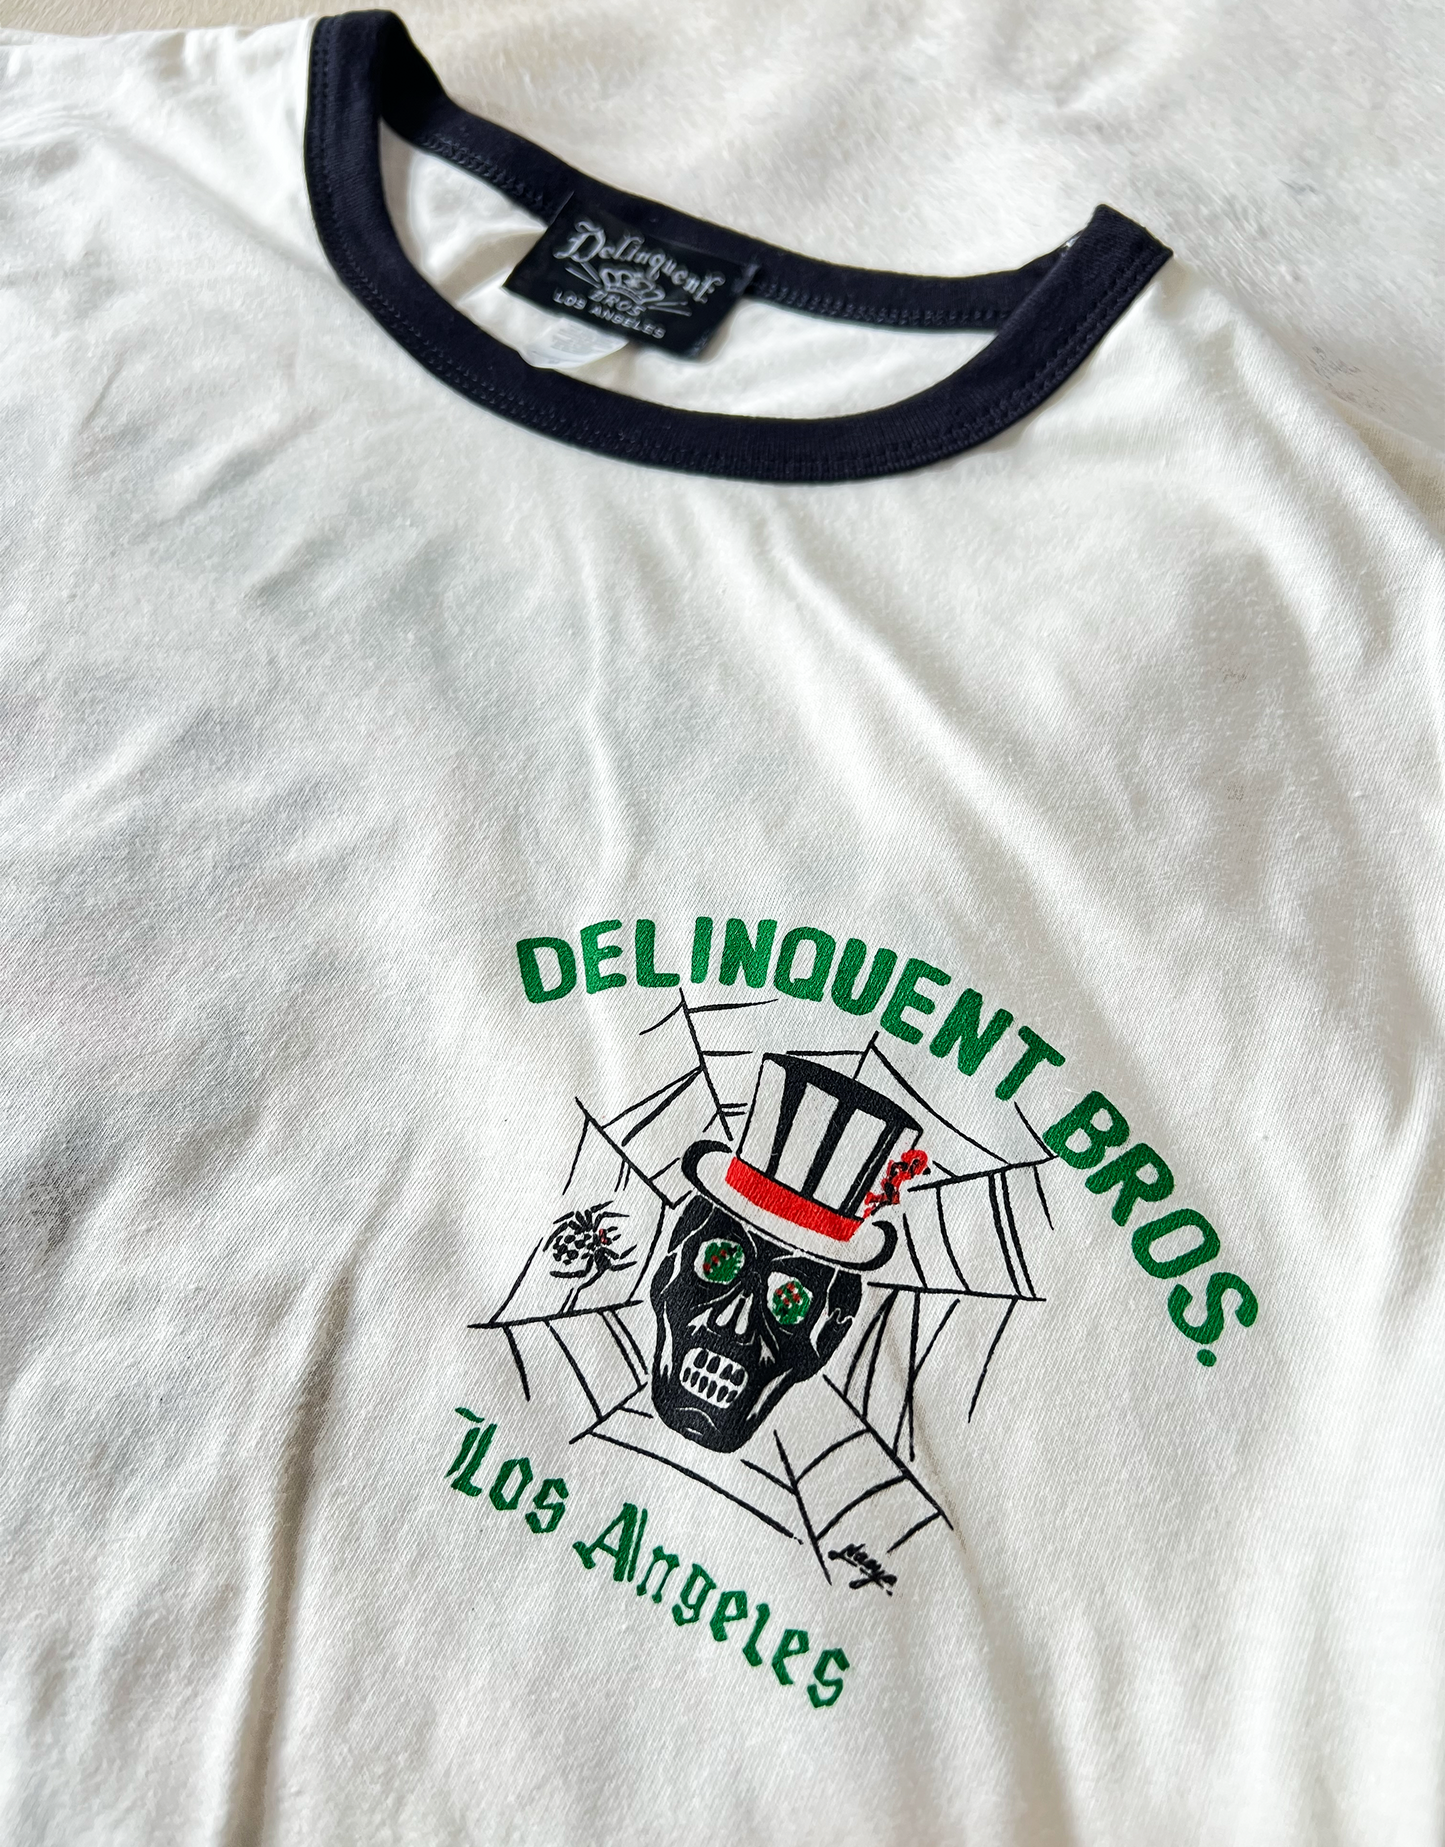 Delinquent
BROS
LOS ANGELES
DELINQUENT BROS.
Los Angeles